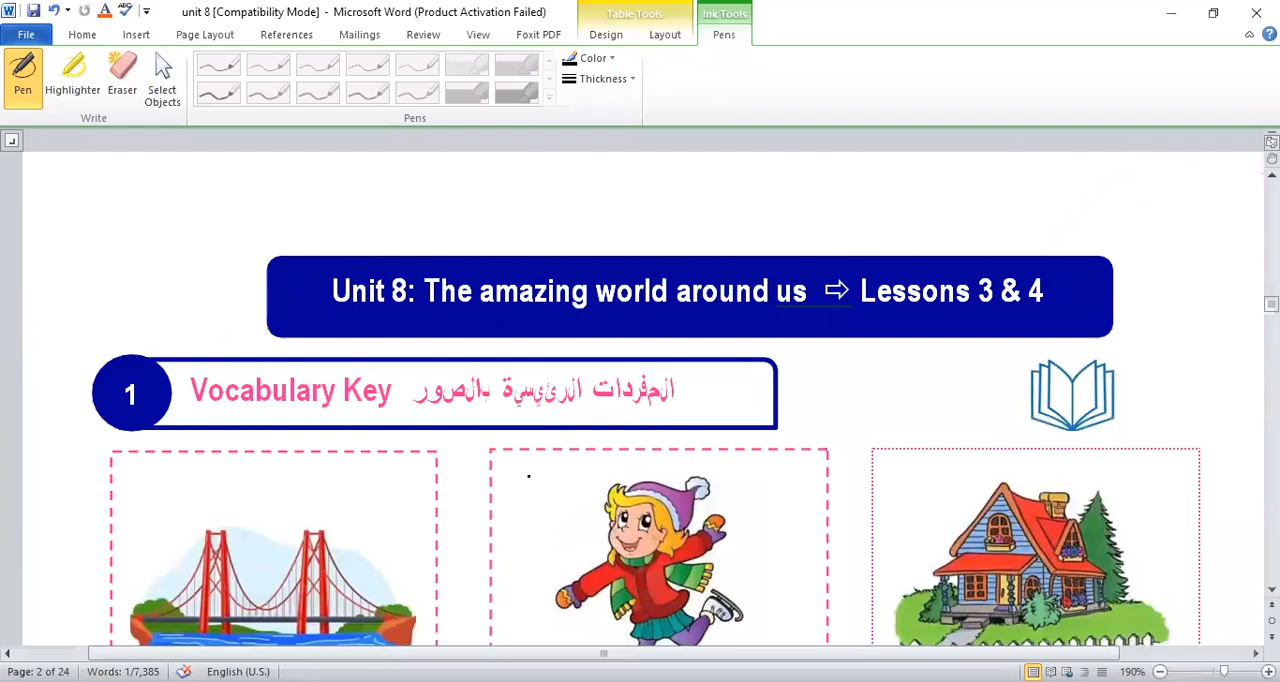 unit 8 [Compatibility Mode] - Microsoft Word (Product Activation Failed)
Table Tools
Ink Tools
File
Home
Insert
Page Layout
References
Mailings
Review
View
Foxit PDF
Design
Layout
Pens
Pen
Highlighter
Eraser
Select Objects
Color
Thickness
Write
Pens
Unit 8: The amazing world around us ⇨ Lessons 3 & 4
1
Vocabulary Key المفردات الرئيسية بالصور
Page: 2 of 24
Words: 1/7,385
English (U.S.)
190%